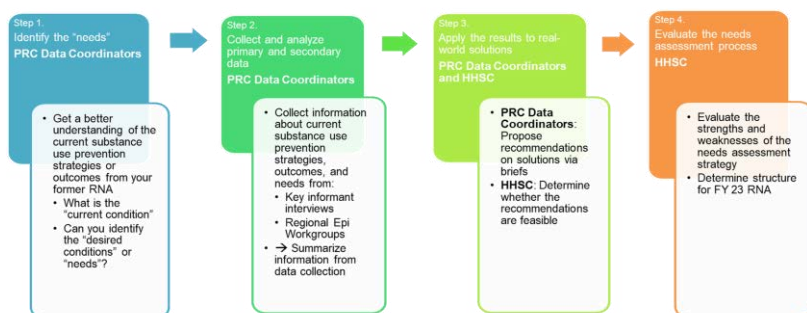 Step 1.
Identify the “needs”
PRC Data Coordinators
• Get a better
understanding of the
current substance
use prevention
strategies or
outcomes from your
former RNA
• What is the
“current condition”
• Can you identify
the “desired
conditions” or
“needs”?
Step 2.
Collect and analyze
primary and secondary
data
PRC Data Coordinators
• Collect information
about current
substance use
prevention
strategies,
outcomes, and
needs from:
• Key informant
interviews
• Regional Epi
Workgroups
• → Summarize
information from
data collection
Step 3.
Apply the results to real-
world solutions
PRC Data Coordinators
and HHSC
• PRC Data
Coordinators:
Propose
recommendations
on solutions via
briefs
• HHSC: Determine
whether the
recommendations
are feasible
Step 4.
Evaluate the needs
assessment process
HHSC
• Evaluate the
strengths and
weaknesses of the
needs assessment
strategy
• Determine structure
for FY 23 RNA